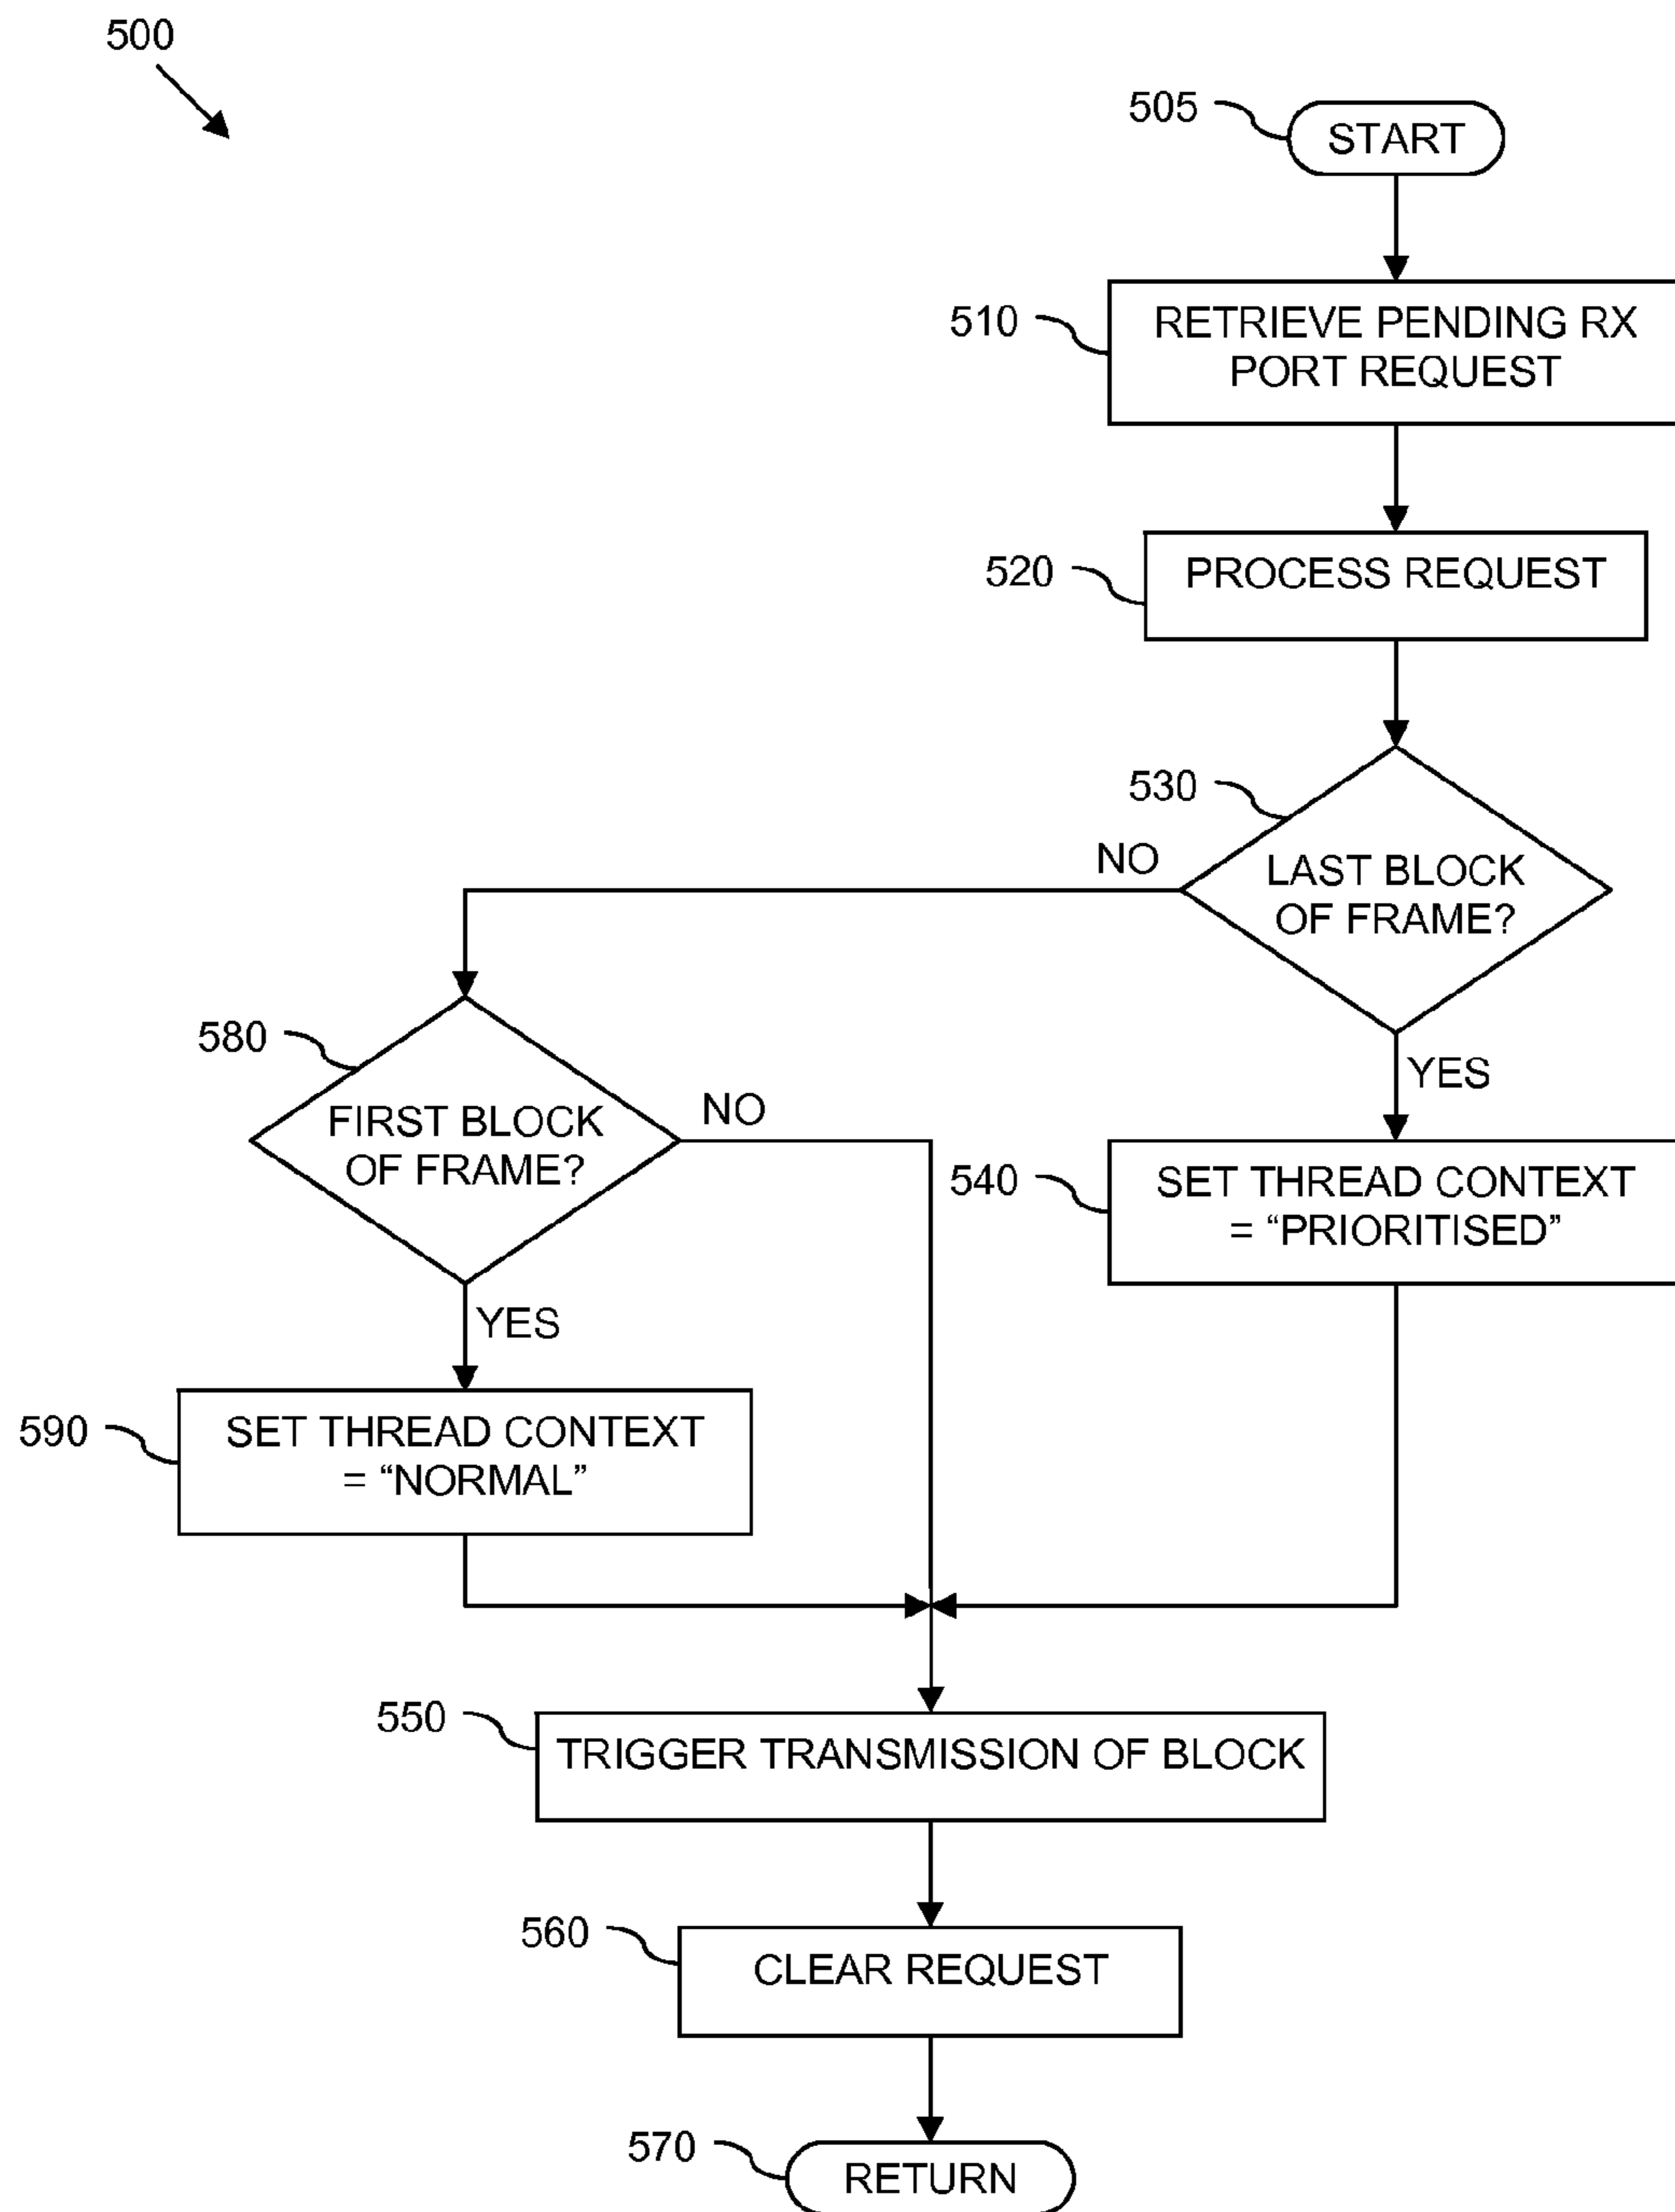 500
505
START
510
RETRIEVE PENDING RX
PORT REQUEST
520
PROCESS REQUEST
530
LAST BLOCK
OF FRAME?
NO
YES
580
FIRST BLOCK
OF FRAME?
NO
YES
540
SET THREAD CONTEXT
= “PRIORITISED”
590
SET THREAD CONTEXT
= “NORMAL”
550
TRIGGER TRANSMISSION OF BLOCK
560
CLEAR REQUEST
570
RETURN